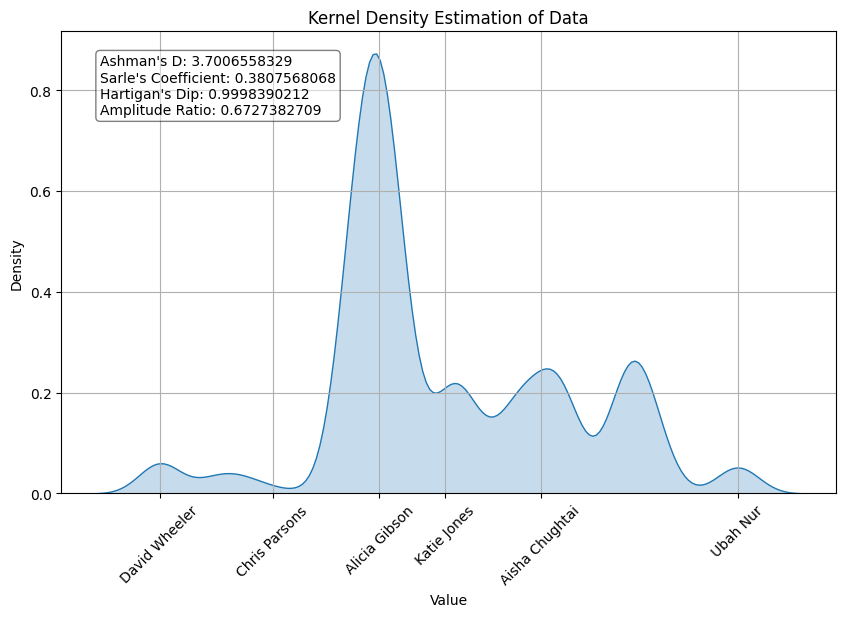 Kernel Density Estimation of Data
Ashman's D: 3.7006558329
Sarle's Coefficient: 0.3807568068
Hartigan's Dip: 0.9998390212
Amplitude Ratio: 0.6727382709
Density
0.8
0.6
0.4
0.2
0.0
David Wheeler
Chris Parsons
Alicia Gibson
Katie Jones
Aisha Chughtai
Ubah Nur
Value